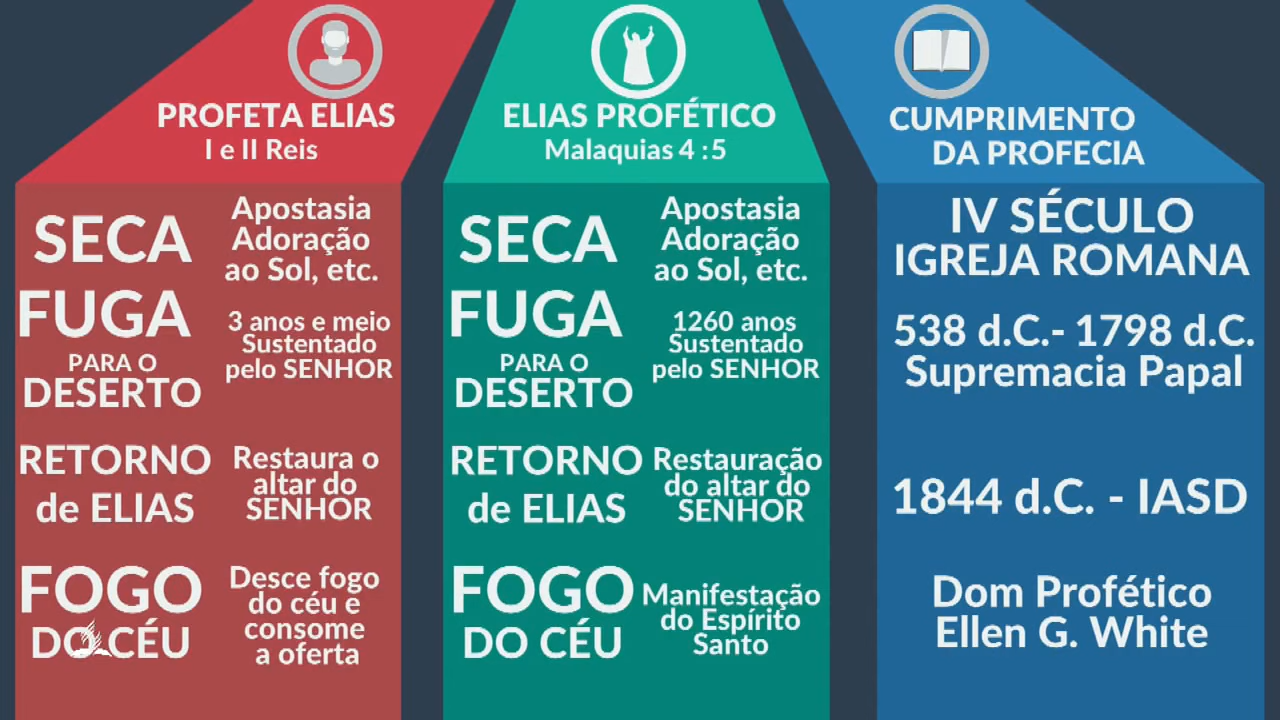 PROFETA ELIAS
I e II Reis
SECA
Apostasia
Adoração
ao Sol, etc.
FUGA
PARA O
DESERTO
3 anos e meio
Sustentado
pelo SENHOR
RETORNO
de ELIAS
Restaura o
altar do
SENHOR
FOGO
DO CÉU
Desce fogo
do céu e
consome
a oferta
ELIAS PROFÉTICO
Malaquias 4 :5
SECA
Apostasia
Adoração
ao Sol, etc.
FUGA
PARA O
DESERTO
1260 anos
Sustentado
pelo SENHOR
RETORNO
de ELIAS
Restauração
do altar do
SENHOR
FOGO
DO CÉU
Manifestação
do Espírito
Santo
CUMPRIMENTO
DA PROFECIA
IV SÉCULO
IGREJA ROMANA
538 d.C.- 1798 d.C.
Supremacia Papal
1844 d.C. - IASD
Dom Profético
Ellen G. White